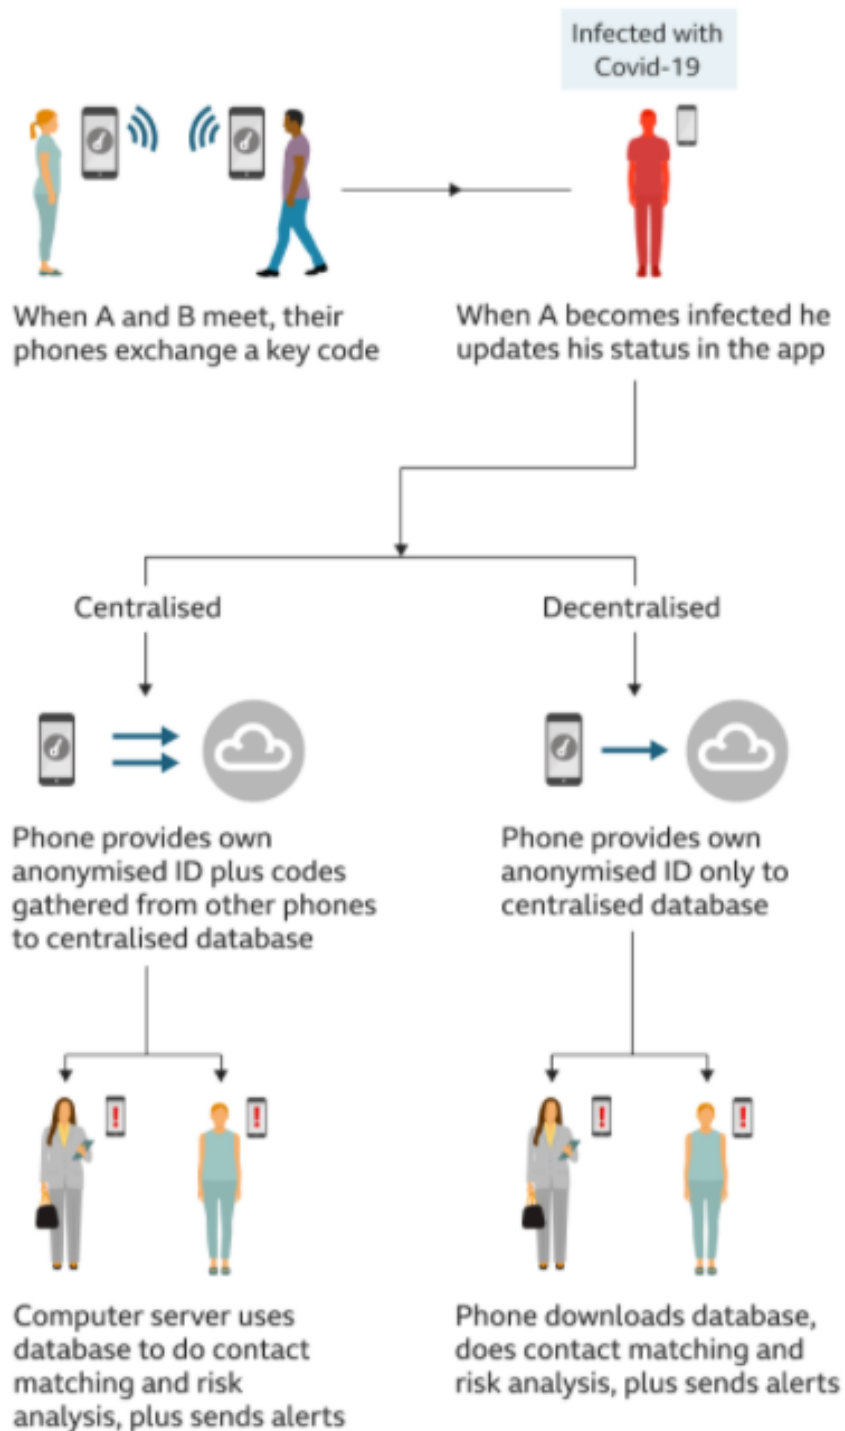 Infected with
Covid-19
When A and B meet, their
phones exchange a key code
When A becomes infected he
updates his status in the app
Centralised
Decentralised
Phone provides own
anonymised ID plus codes
gathered from other phones
to centralised database
Phone provides own
anonymised ID only to
centralised database
!
!
!
!
Computer server uses
database to do contact
matching and risk
analysis, plus sends alerts
Phone downloads database,
does contact matching and
risk analysis, plus sends alerts